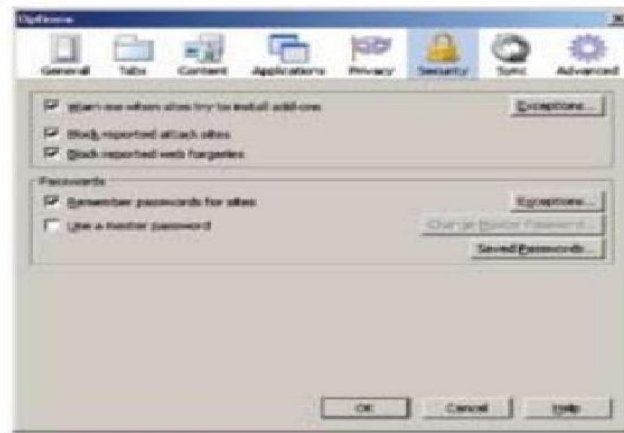 Options
General Tabs Content Applications Privacy Security Sync Advanced
Warn me when sites try to install add-ons Exceptions...
Block reported attack sites
Block reported web forgeries
Passwords
Remember passwords for sites Exceptions...
Use a master password Change Master Password...
Saved Passwords...
OK Cancel Help